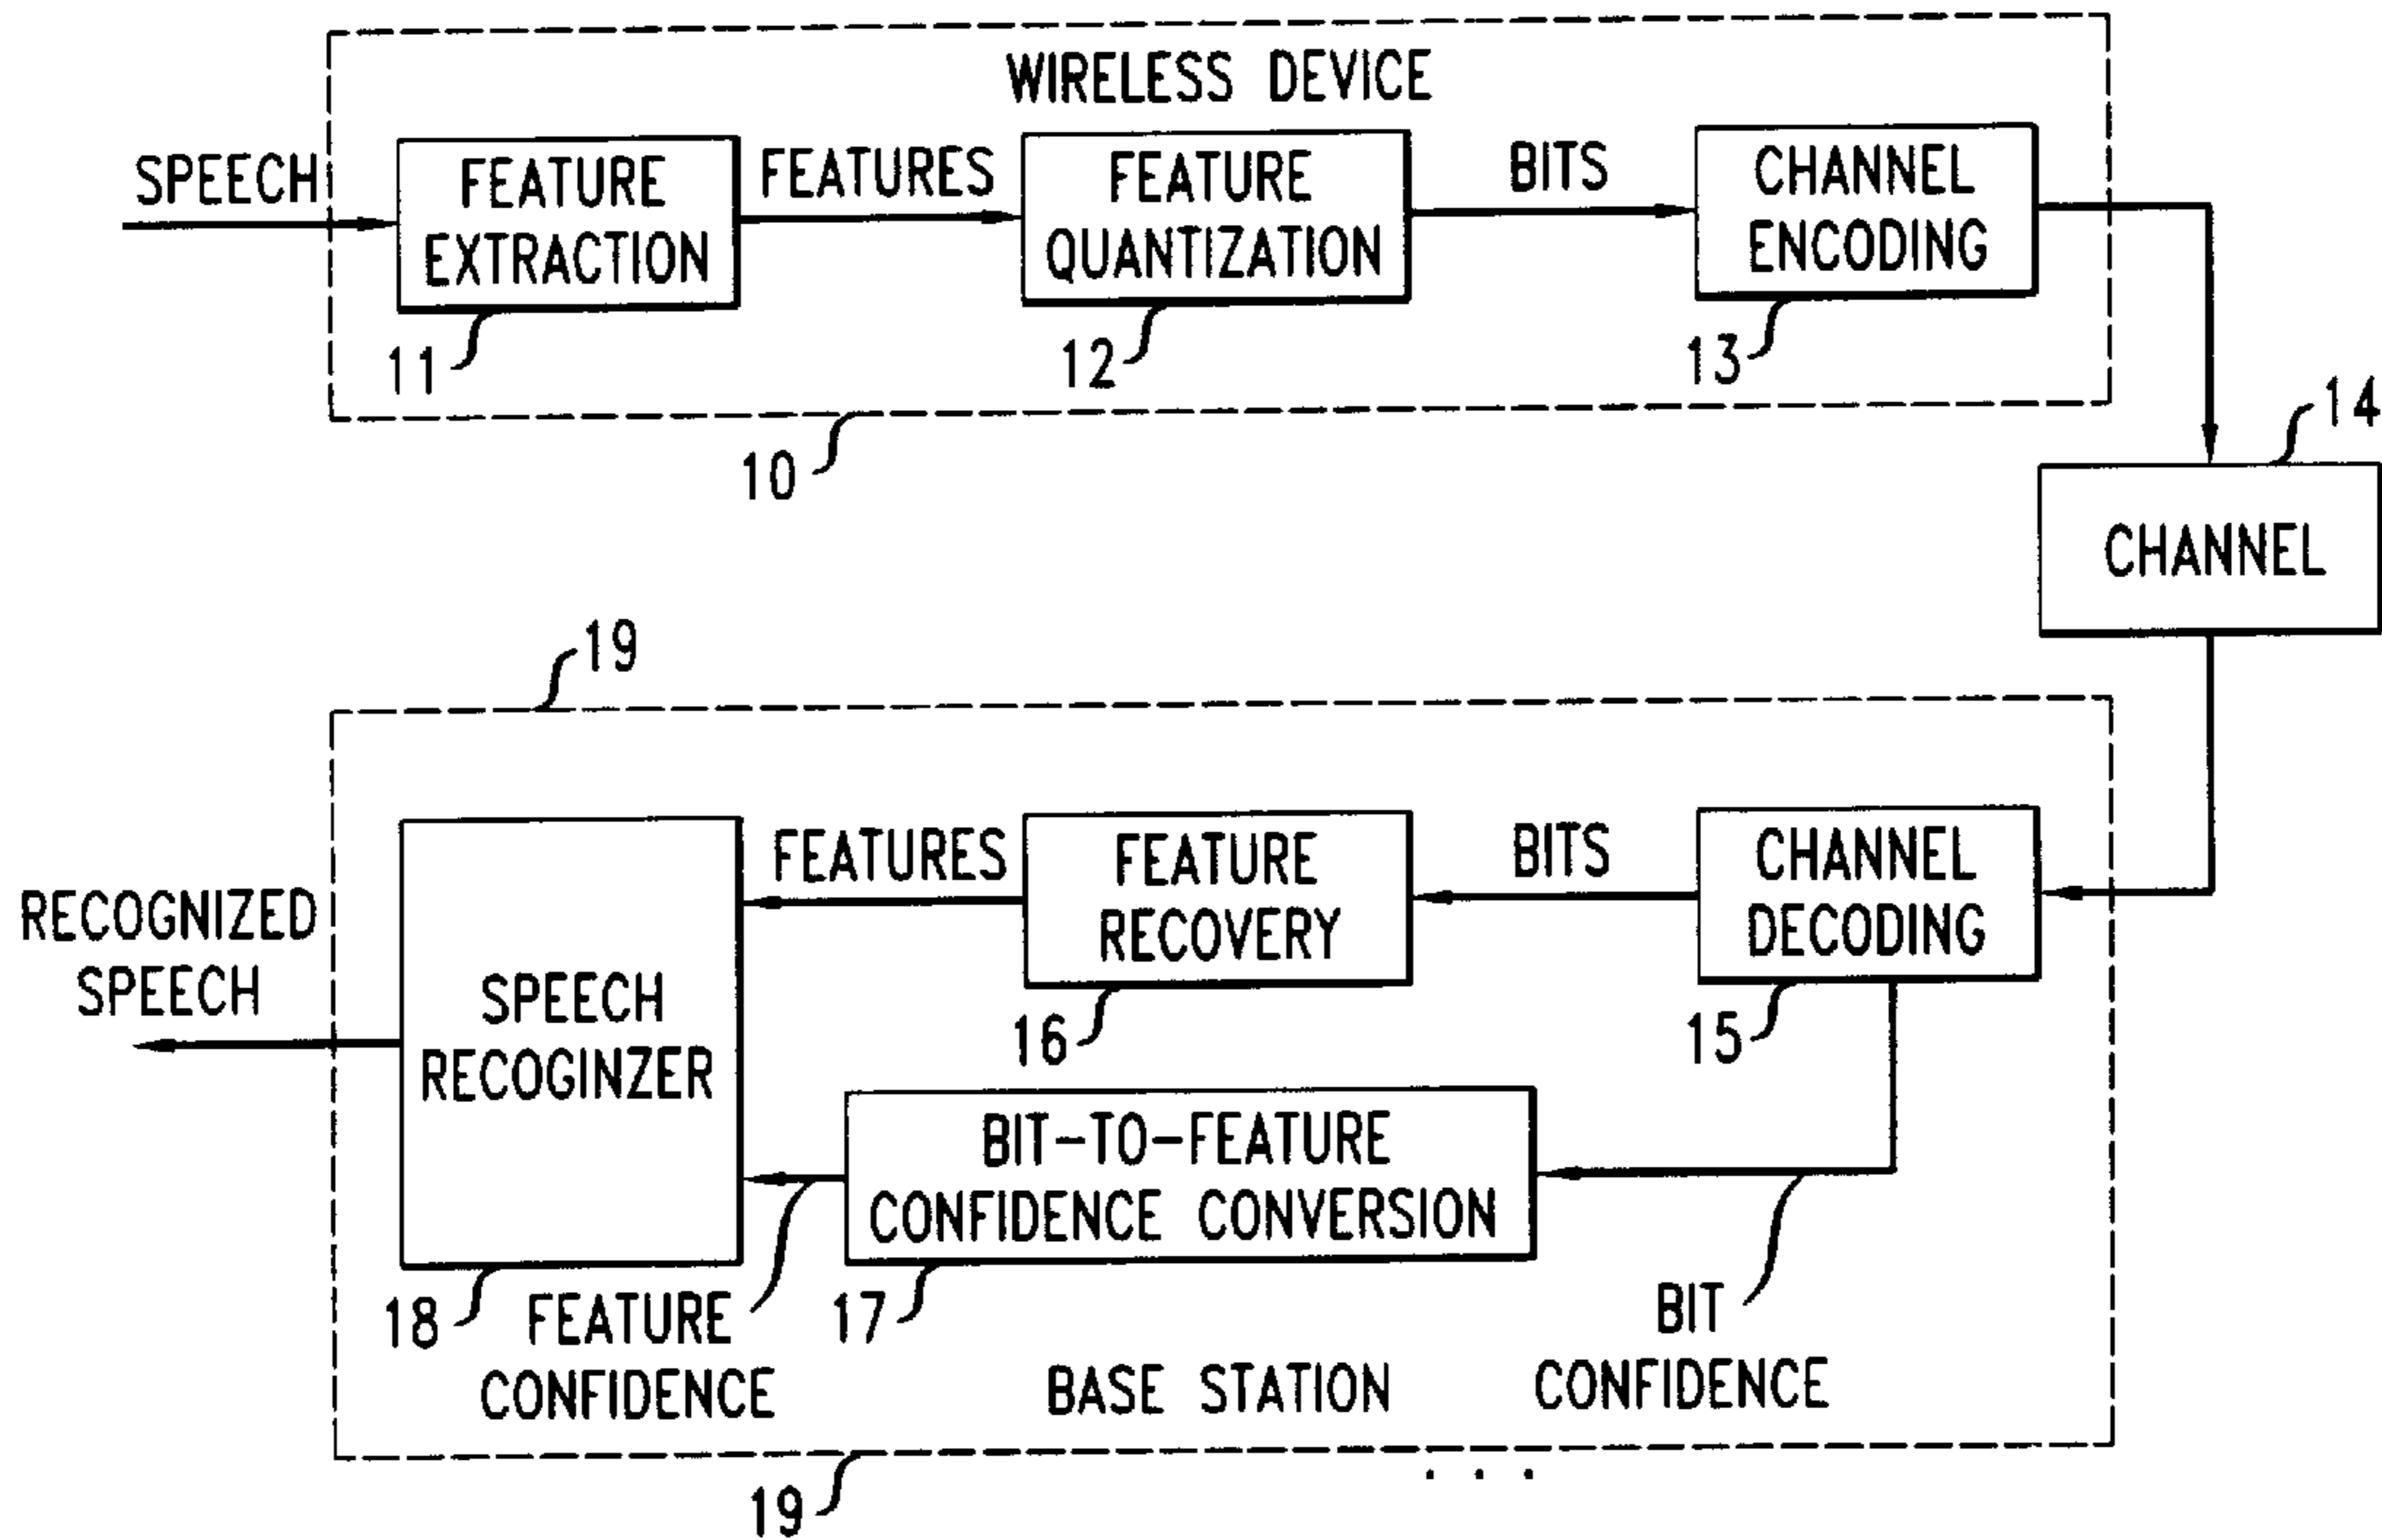 WIRELESS DEVICE
SPEECH
FEATURE
EXTRACTION
FEATURES
FEATURE
QUANTIZATION
BITS
CHANNEL
ENCODING
11
12
13
10
14
CHANNEL
19
RECOGNIZED
SPEECH
SPEECH
RECOGINZER
FEATURES
FEATURE
RECOVERY
BITS
CHANNEL
DECODING
16
15
BIT-TO-FEATURE
CONFIDENCE CONVERSION
18
FEATURE
CONFIDENCE
17
BIT
CONFIDENCE
BASE STATION
19
. . .